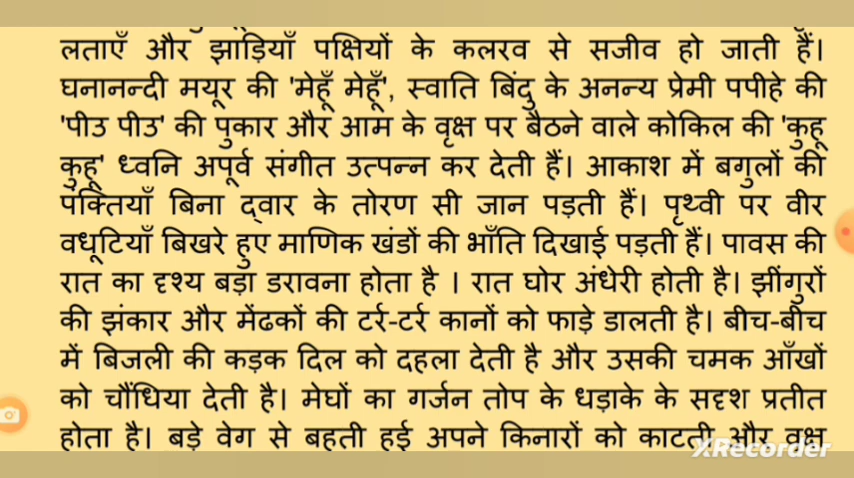 लताएँ और झाड़ियाँ पक्षियों के कलरव से सजीव हो जाती हैं।
घनानन्दी मयूर की 'मेहूँ मेहूँ', स्वाति बिंदु के अनन्य प्रेमी पपीहे की
'पीउ पीउ' की पुकार और आम के वृक्ष पर बैठने वाले कोकिल की 'कुहू
कुहू' ध्वनि अपूर्व संगीत उत्पन्न कर देती हैं। आकाश में बगुलों की
पंक्तियाँ बिना द्वार के तोरण सी जान पड़ती हैं। पृथ्वी पर वीर
वधूटियाँ बिखरे हुए माणिक खंडों की भाँति दिखाई पड़ती हैं। पावस की
रात का दृश्य बड़ा डरावना होता है । रात घोर अंधेरी होती है। झींगुरों
की झंकार और मेंढकों की टर्र-टर्र कानों को फाड़े डालती है। बीच-बीच
में बिजली की कड़क दिल को दहला देती है और उसकी चमक आँखों
को चौंधिया देती है। मेघों का गर्जन तोप के धड़ाके के सदृश प्रतीत
होता है। बड़े वेग से बहती हुई अपने किनारों को काटती और वृक्ष
XRecorder